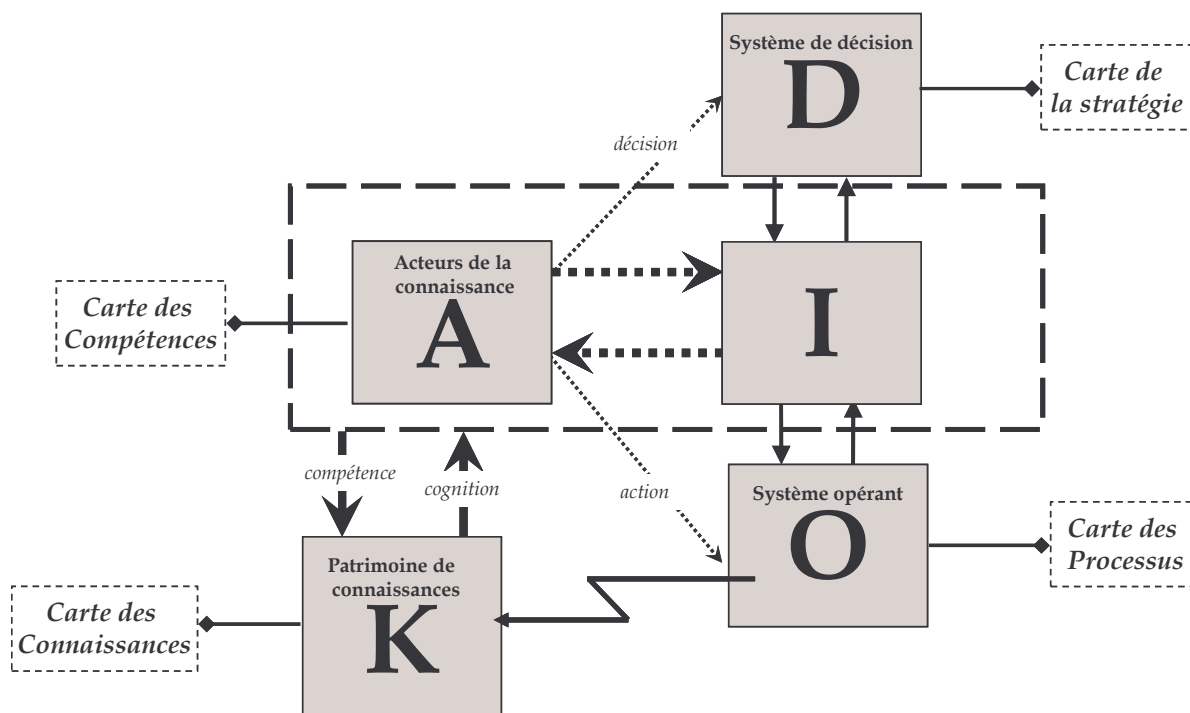 Système de décision
D
Carte de
la stratégie
décision
Acteurs de la
connaissance
A
I
Carte des
Compétences
compétence
cognition
action
Système opérant
O
Carte des
Processus
Patrimoine de
connaissances
K
Carte des
Connaissances